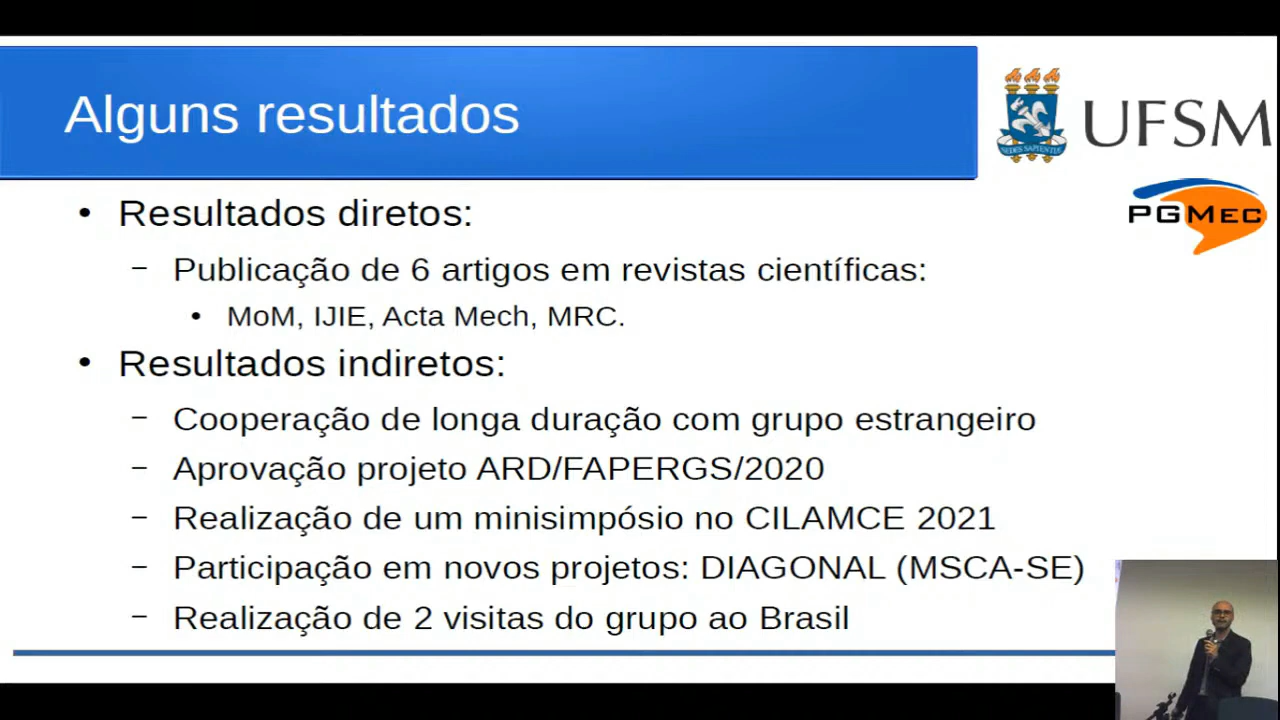 Alguns resultados
SEDES SAPIENTIE
UFSM
PGMEC
• Resultados diretos:
– Publicação de 6 artigos em revistas científicas:
• MoM, IJIE, Acta Mech, MRC.
• Resultados indiretos:
– Cooperação de longa duração com grupo estrangeiro
– Aprovação projeto ARD/FAPERGS/2020
– Realização de um minisimpósio no CILAMCE 2021
– Participação em novos projetos: DIAGONAL (MSCA-SE)
– Realização de 2 visitas do grupo ao Brasil